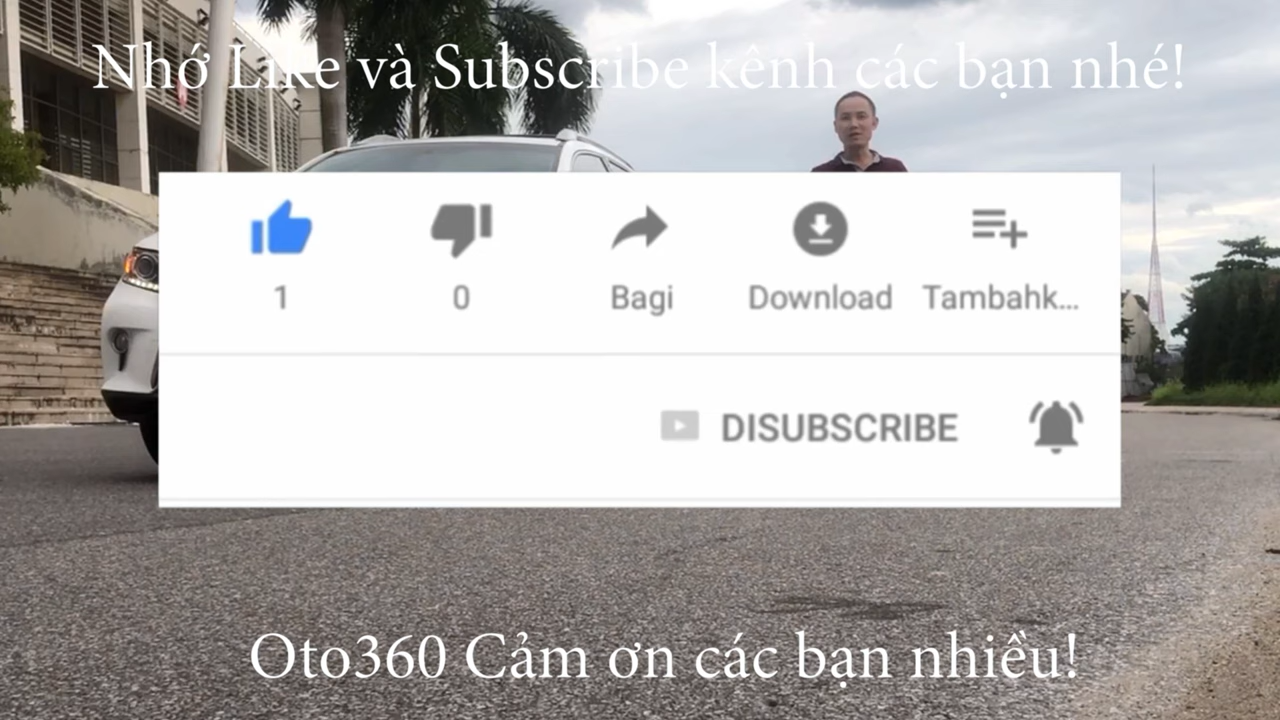 Nhớ Like và Subscribe kênh các bạn nhé!
1 0 Bagi Download Tambahk...
DISUBSCRIBE
Oto360 Cảm ơn các bạn nhiều!